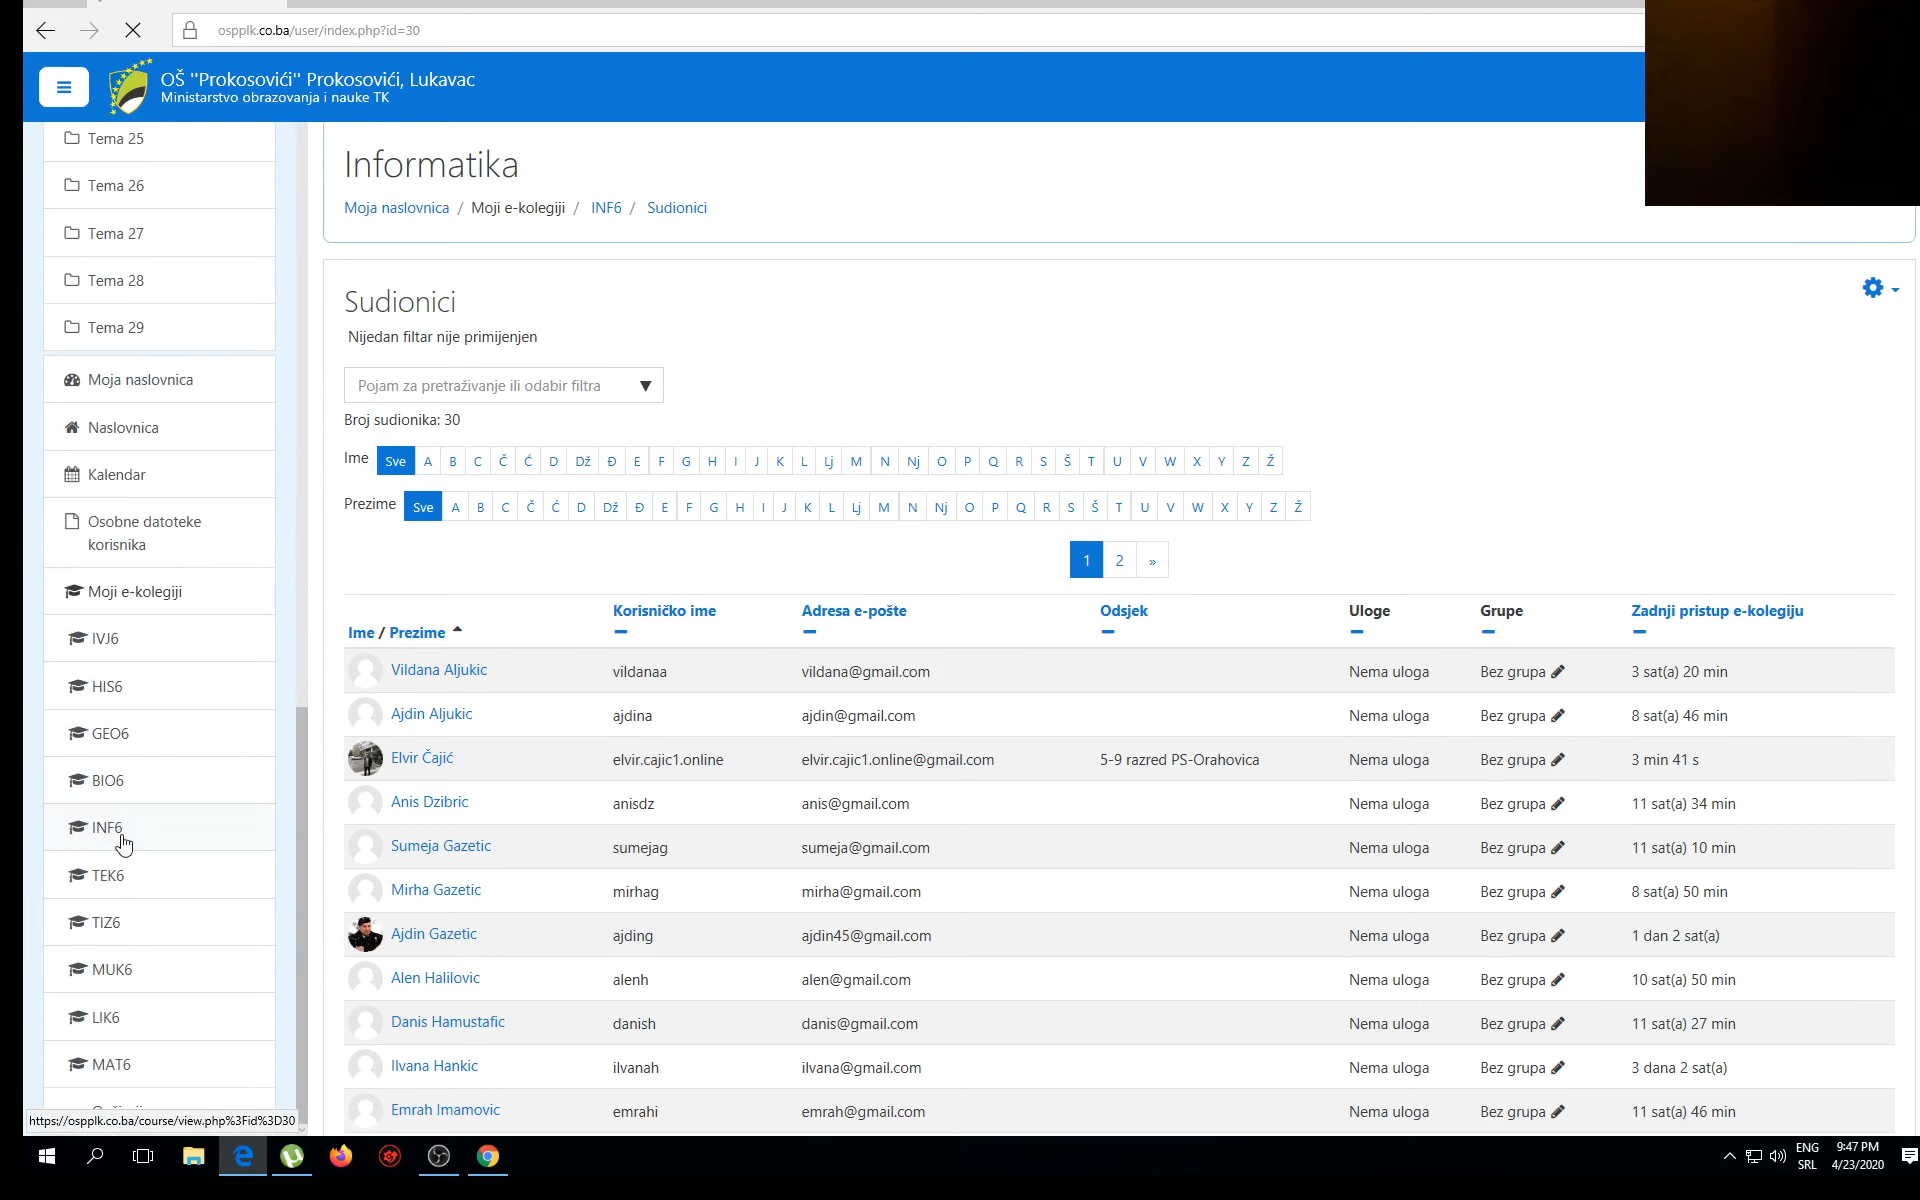 ospplk.co.ba/user/index.php?id=30
OŠ "Prokosovići" Prokosovići, Lukavac
Ministarstvo obrazovanja i nauke TK
Tema 25
Tema 26
Tema 27
Tema 28
Tema 29
Moja naslovnica
Naslovnica
Kalendar
Osobne datoteke
korisnika
Moji e-kolegiji
IVJ6
HIS6
GEO6
BIO6
INF6
TEK6
TIZ6
MUK6
LIK6
MAT6
https://ospplk.co.ba/course/view.php%3Fid%3D30
Informatika
Moja naslovnica / Moji e-kolegiji / INF6 / Sudionici
Sudionici
Nijedan filtar nije primijenjen
Pojam za pretraživanje ili odabir filtra ▼
Broj sudionika: 30
Ime Sve A B C Č Ć D Dž Đ E F G H I J K L Lj M N Nj O P Q R S Š T U V W X Y Z Ž
Prezime Sve A B C Č Ć D Dž Đ E F G H I J K L Lj M N Nj O P Q R S Š T U V W X Y Z Ž
1 2 »
Ime / Prezime Korisničko ime Adresa e-pošte Odsjek Uloge Grupe Zadnji pristup e-kolegiju
Vildana Aljukic vildanaa vildana@gmail.com Nema uloga Bez grupa 3 sat(a) 20 min
Ajdin Aljukic ajdina ajdin@gmail.com Nema uloga Bez grupa 8 sat(a) 46 min
Elvir Čajić elvir.cajic1.online elvir.cajic1.online@gmail.com 5-9 razred PS-Orahovica Nema uloga Bez grupa 3 min 41 s
Anis Dzibric anisdz anis@gmail.com Nema uloga Bez grupa 11 sat(a) 34 min
Sumeja Gazetic sumejag sumeja@gmail.com Nema uloga Bez grupa 11 sat(a) 10 min
Mirha Gazetic mirhag mirha@gmail.com Nema uloga Bez grupa 8 sat(a) 50 min
Ajdin Gazetic ajding ajdin45@gmail.com Nema uloga Bez grupa 1 dan 2 sat(a)
Alen Halilovic alenh alen@gmail.com Nema uloga Bez grupa 10 sat(a) 50 min
Danis Hamustafic danish danis@gmail.com Nema uloga Bez grupa 11 sat(a) 27 min
Ilvana Hankic ilvanah ilvana@gmail.com Nema uloga Bez grupa 3 dana 2 sat(a)
Emrah Imamovic emrahi emrah@gmail.com Nema uloga Bez grupa 11 sat(a) 46 min
ENG
SRL
9:47 PM
4/23/2020